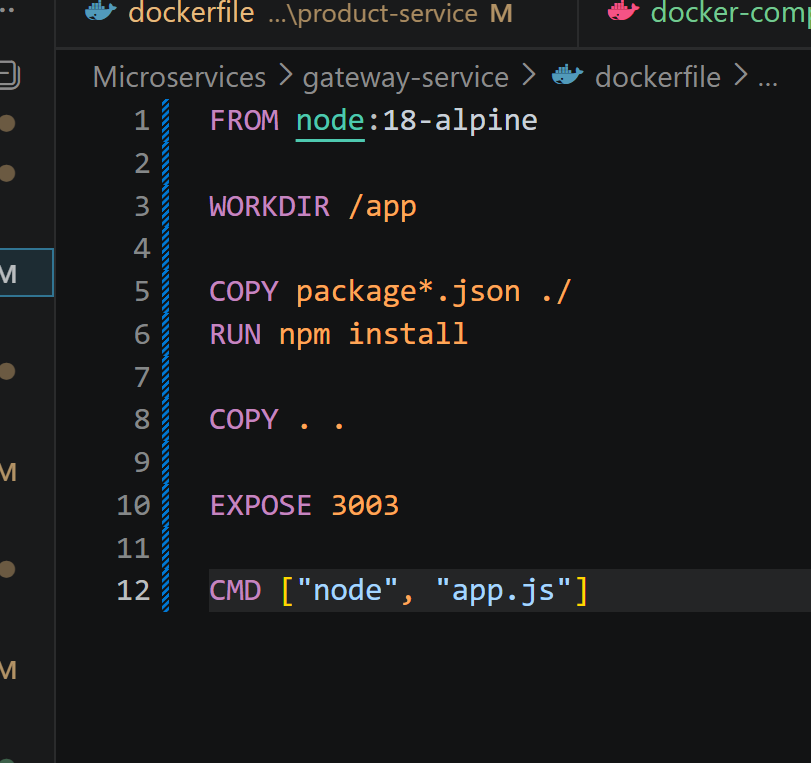 dockerfile ...\product-service M docker-comp
Microservices > gateway-service > dockerfile > ...
1 FROM node:18-alpine
2
3 WORKDIR /app
4
5 COPY package*.json ./
6 RUN npm install
7
8 COPY . .
9
10 EXPOSE 3003
11
12 CMD ["node", "app.js"]
M
M
M